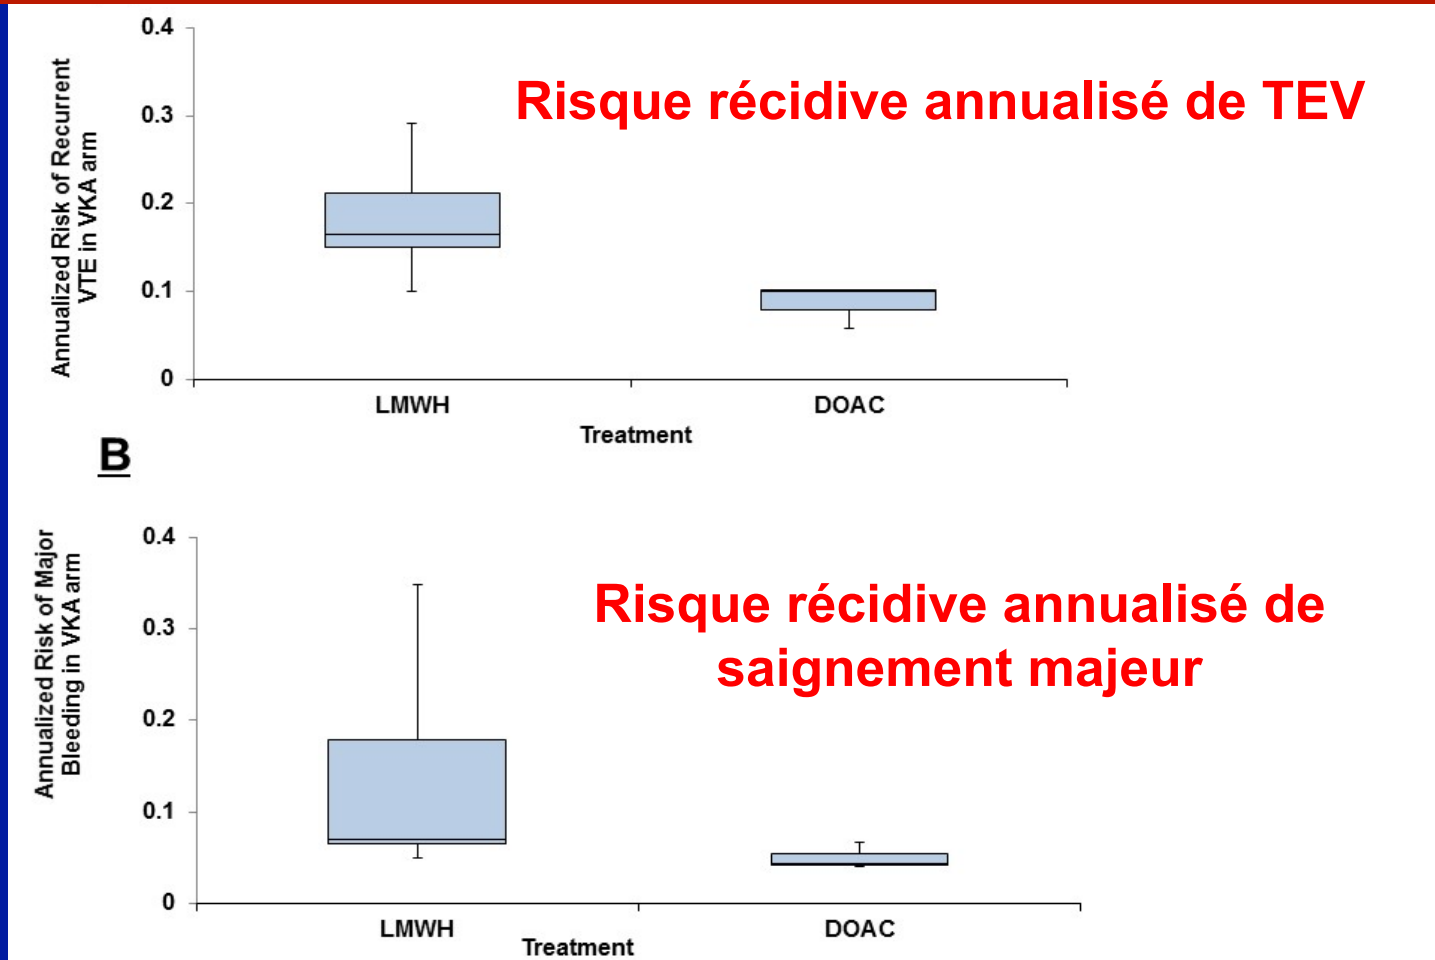 Risque récidive annualisé de TEV
Annualized Risk of Recurrent
VTE in VKA arm
0.4
0.3
0.2
0.1
0
LMWH
DOAC
Treatment
B
Risque récidive annualisé de
saignement majeur
Annualized Risk of Major
Bleeding in VKA arm
0.4
0.3
0.2
0.1
0
LMWH
DOAC
Treatment